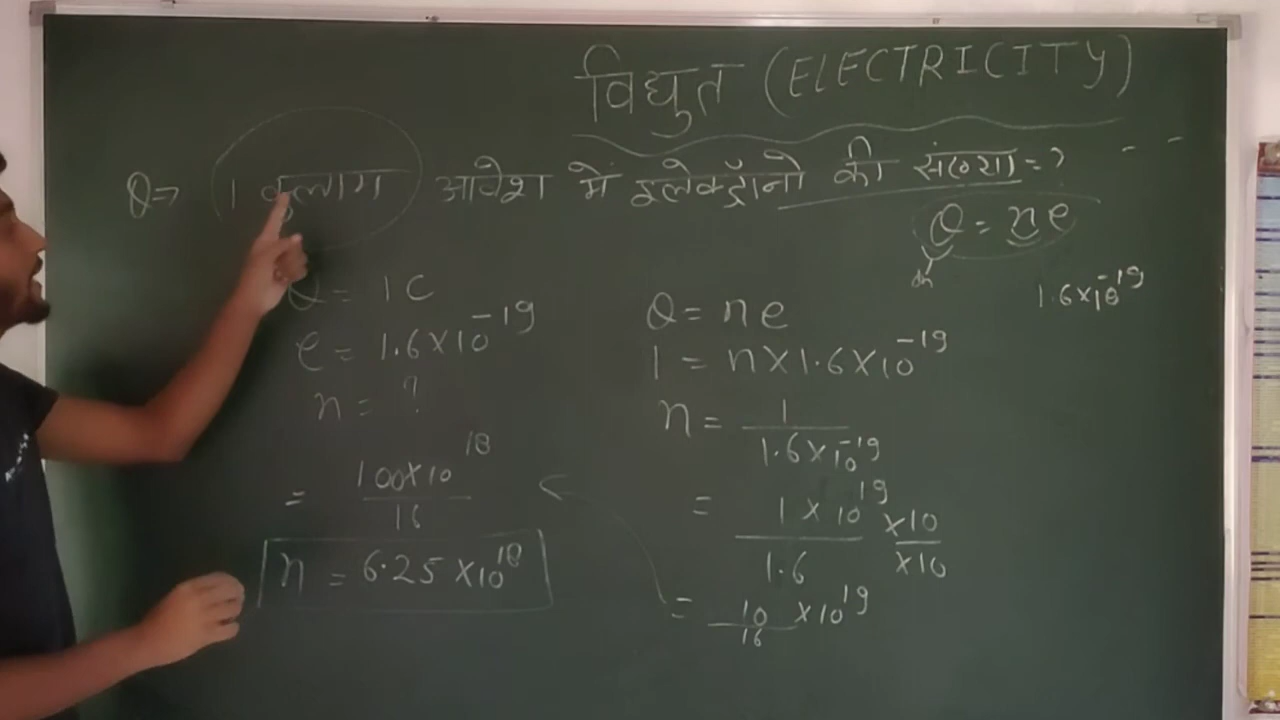 विद्युत (ELECTRICITY)
Q⇒ 1 कुलाम आवेश में इलेक्ट्रॉनो की संख्या = ?
Q = ne
1.6×10⁻¹⁹
Q = 1C
e = 1.6×10⁻¹⁹
n = ?
= 100×10¹⁸ / 16
n = 6.25 ×10¹⁸
Q = ne
1 = n×1.6×10⁻¹⁹
n = 1 / 1.6×10⁻¹⁹
= 1×10¹⁹ / 1.6 ×10 / ×10
= 10 / 16 ×10¹⁹